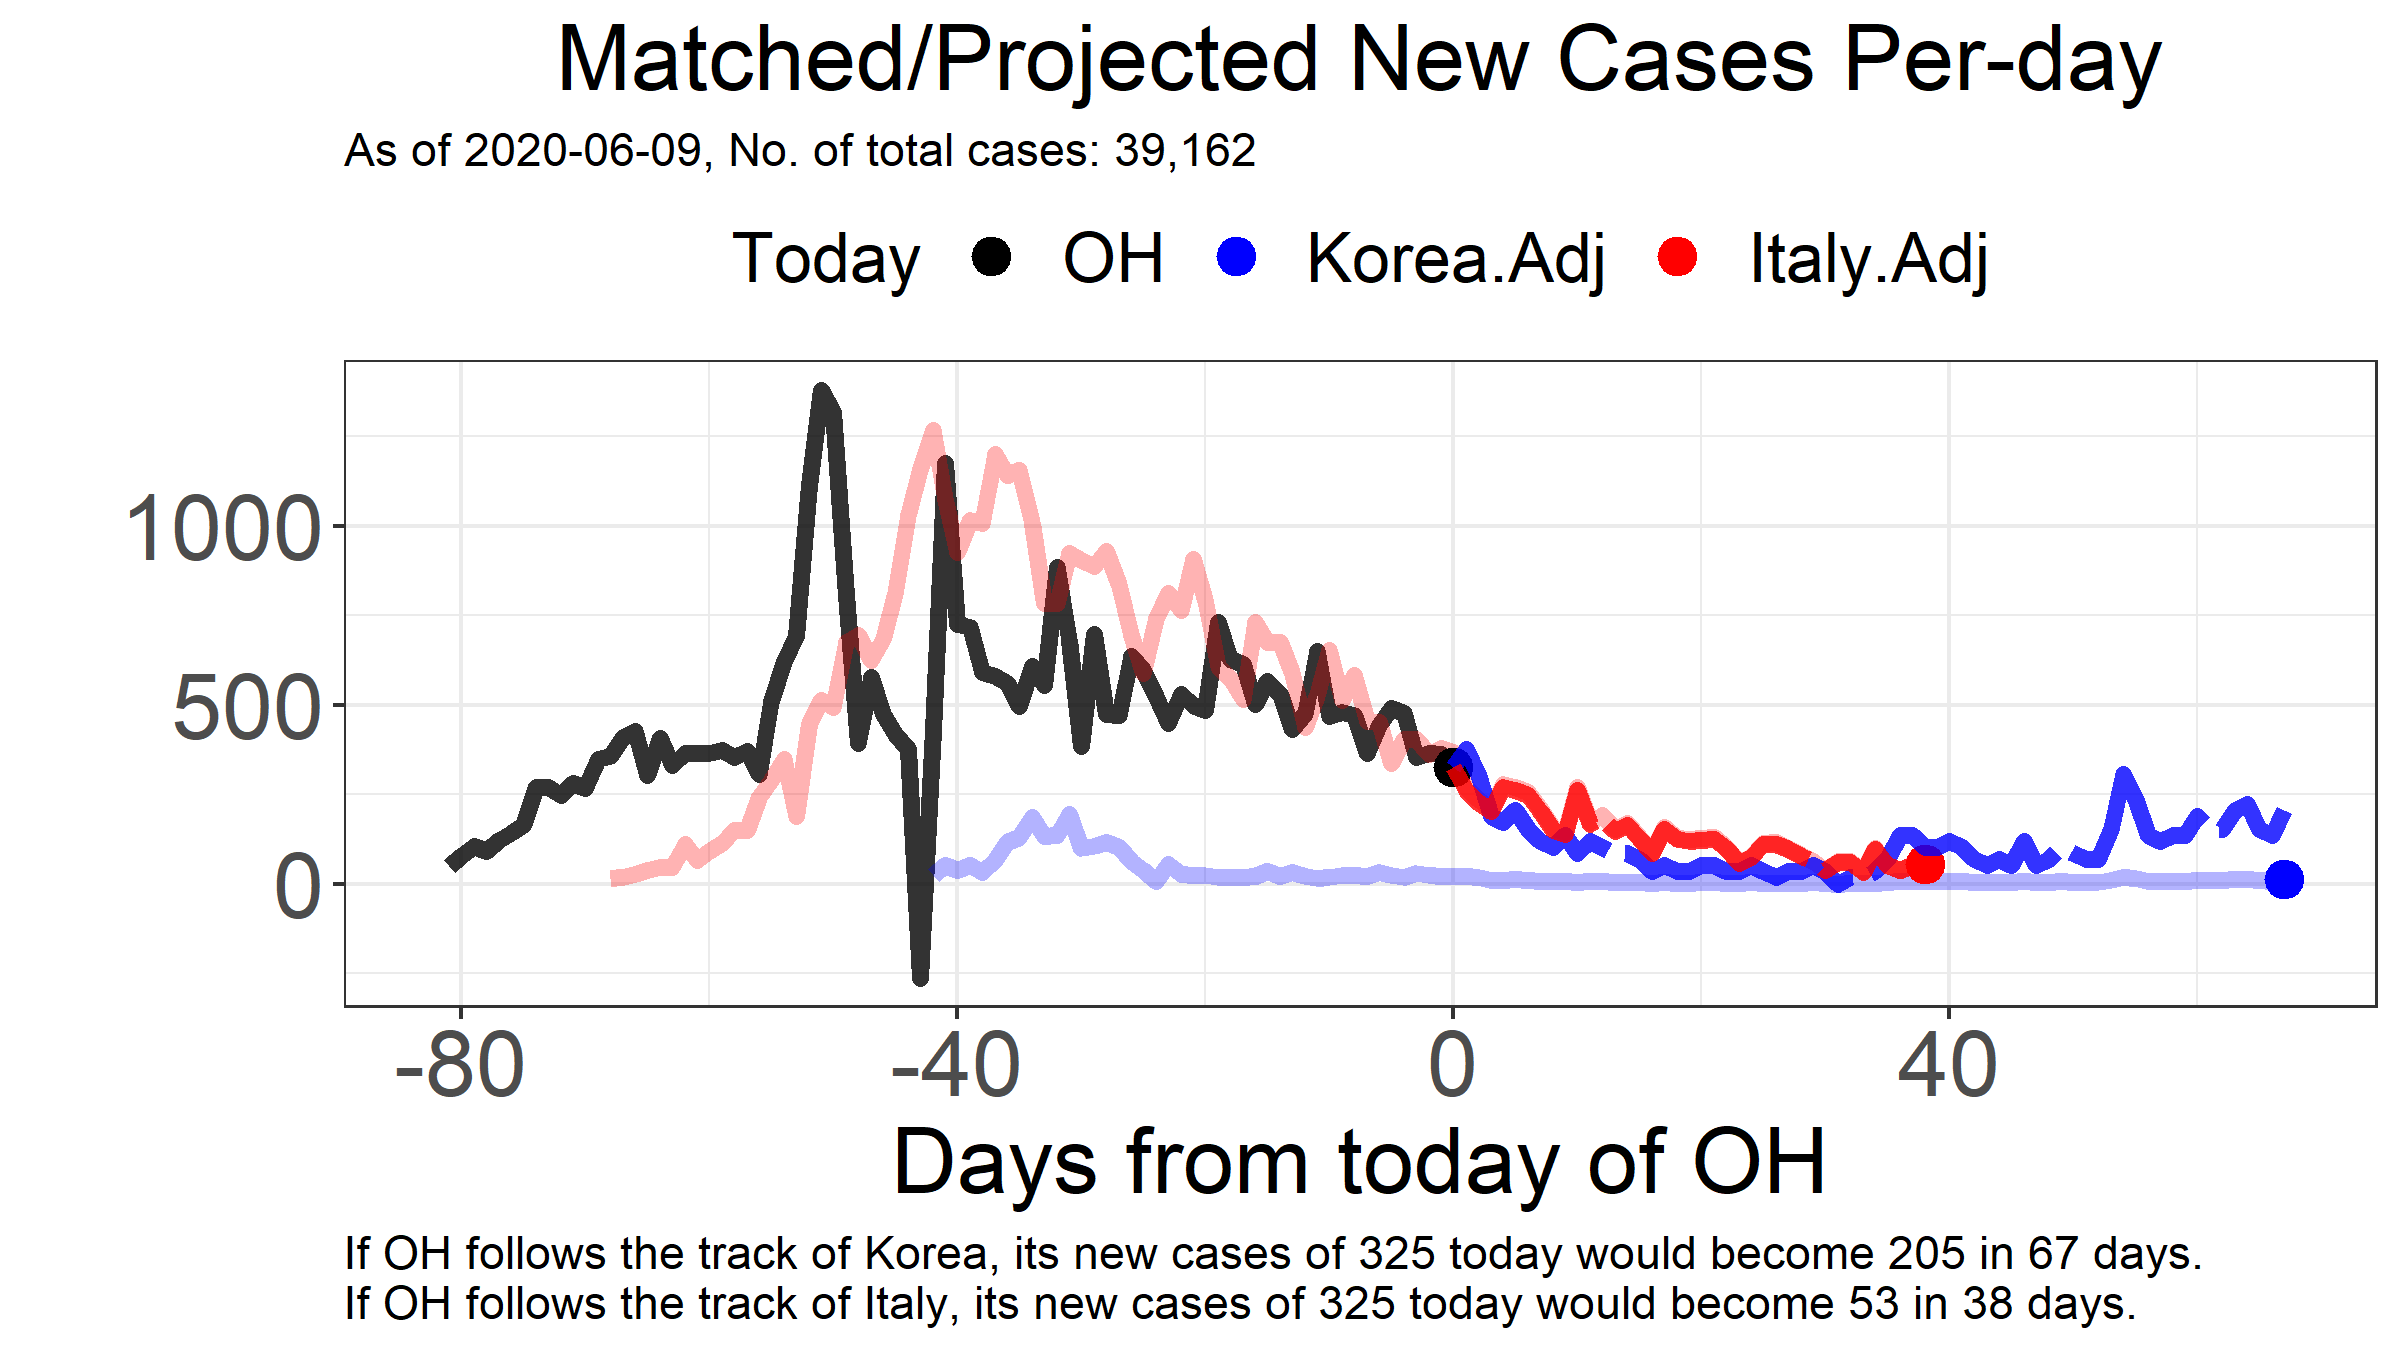 Matched/Projected New Cases Per-day
As of 2020-06-09, No. of total cases: 39,162
Today OH Korea.Adj Italy.Adj
1000
500
0
-80 -40 0 40
Days from today of OH
If OH follows the track of Korea, its new cases of 325 today would become 205 in 67 days.
If OH follows the track of Italy, its new cases of 325 today would become 53 in 38 days.